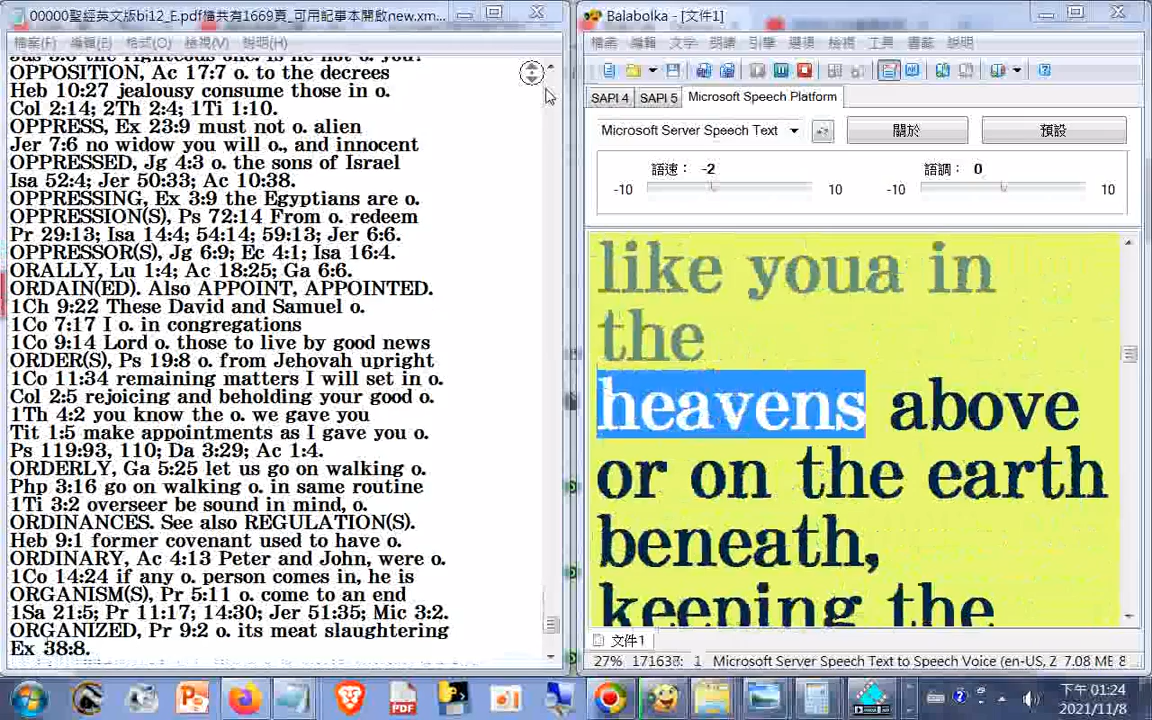 00000聖經英文版bi12_E.pdf檔共有1669頁_可用記事本開啟new.xm...
檔案(F) 編輯(E) 格式(O) 檢視(V) 說明(H)
Jas 5:6 the righteous one. Is he not o. you?
OPPOSITION, Ac 17:7 o. to the decrees
Heb 10:27 jealousy consume those in o.
Col 2:14; 2Th 2:4; 1Ti 1:10.
OPPRESS, Ex 23:9 must not o. alien
Jer 7:6 no widow you will o., and innocent
OPPRESSED, Jg 4:3 o. the sons of Israel
Isa 52:4; Jer 50:33; Ac 10:38.
OPPRESSING, Ex 3:9 the Egyptians are o.
OPPRESSION(S), Ps 72:14 From o. redeem
Pr 29:13; Isa 14:4; 54:14; 59:13; Jer 6:6.
OPPRESSOR(S), Jg 6:9; Ec 4:1; Isa 16:4.
ORALLY, Lu 1:4; Ac 18:25; Ga 6:6.
ORDAIN(ED). Also APPOINT, APPOINTED.
1Ch 9:22 These David and Samuel o.
1Co 7:17 I o. in congregations
1Co 9:14 Lord o. those to live by good news
ORDER(S), Ps 19:8 o. from Jehovah upright
1Co 11:34 remaining matters I will set in o.
Col 2:5 rejoicing and beholding your good o.
1Th 4:2 you know the o. we gave you
Tit 1:5 make appointments as I gave you o.
Ps 119:93, 110; Da 3:29; Ac 1:4.
ORDERLY, Ga 5:25 let us go on walking o.
Php 3:16 go on walking o. in same routine
1Ti 3:2 overseer be sound in mind, o.
ORDINANCES. See also REGULATION(S).
Heb 9:1 former covenant used to have o.
ORDINARY, Ac 4:13 Peter and John, were o.
1Co 14:24 if any o. person comes in, he is
ORGANISM(S), Pr 5:11 o. come to an end
1Sa 21:5; Pr 11:17; 14:30; Jer 51:35; Mic 3:2.
ORGANIZED, Pr 9:2 o. its meat slaughtering
Ex 38:8.
Balabolka - [文件1]
檔案 編輯 文字 朗讀 引擎 選項 檢視 工具 書籤 說明
SAPI 4 SAPI 5 Microsoft Speech Platform
Microsoft Server Speech Text 關於 預設
語速： -2 語調： 0
-10 10 -10 10
like youa in
the
heavens above
or on the earth
beneath,
keeping the
文件1
27% Microsoft Server Speech Text to Speech Voice (en-US, Z 7.08 MB 8
PDF
下午 01:24
2021/11/8